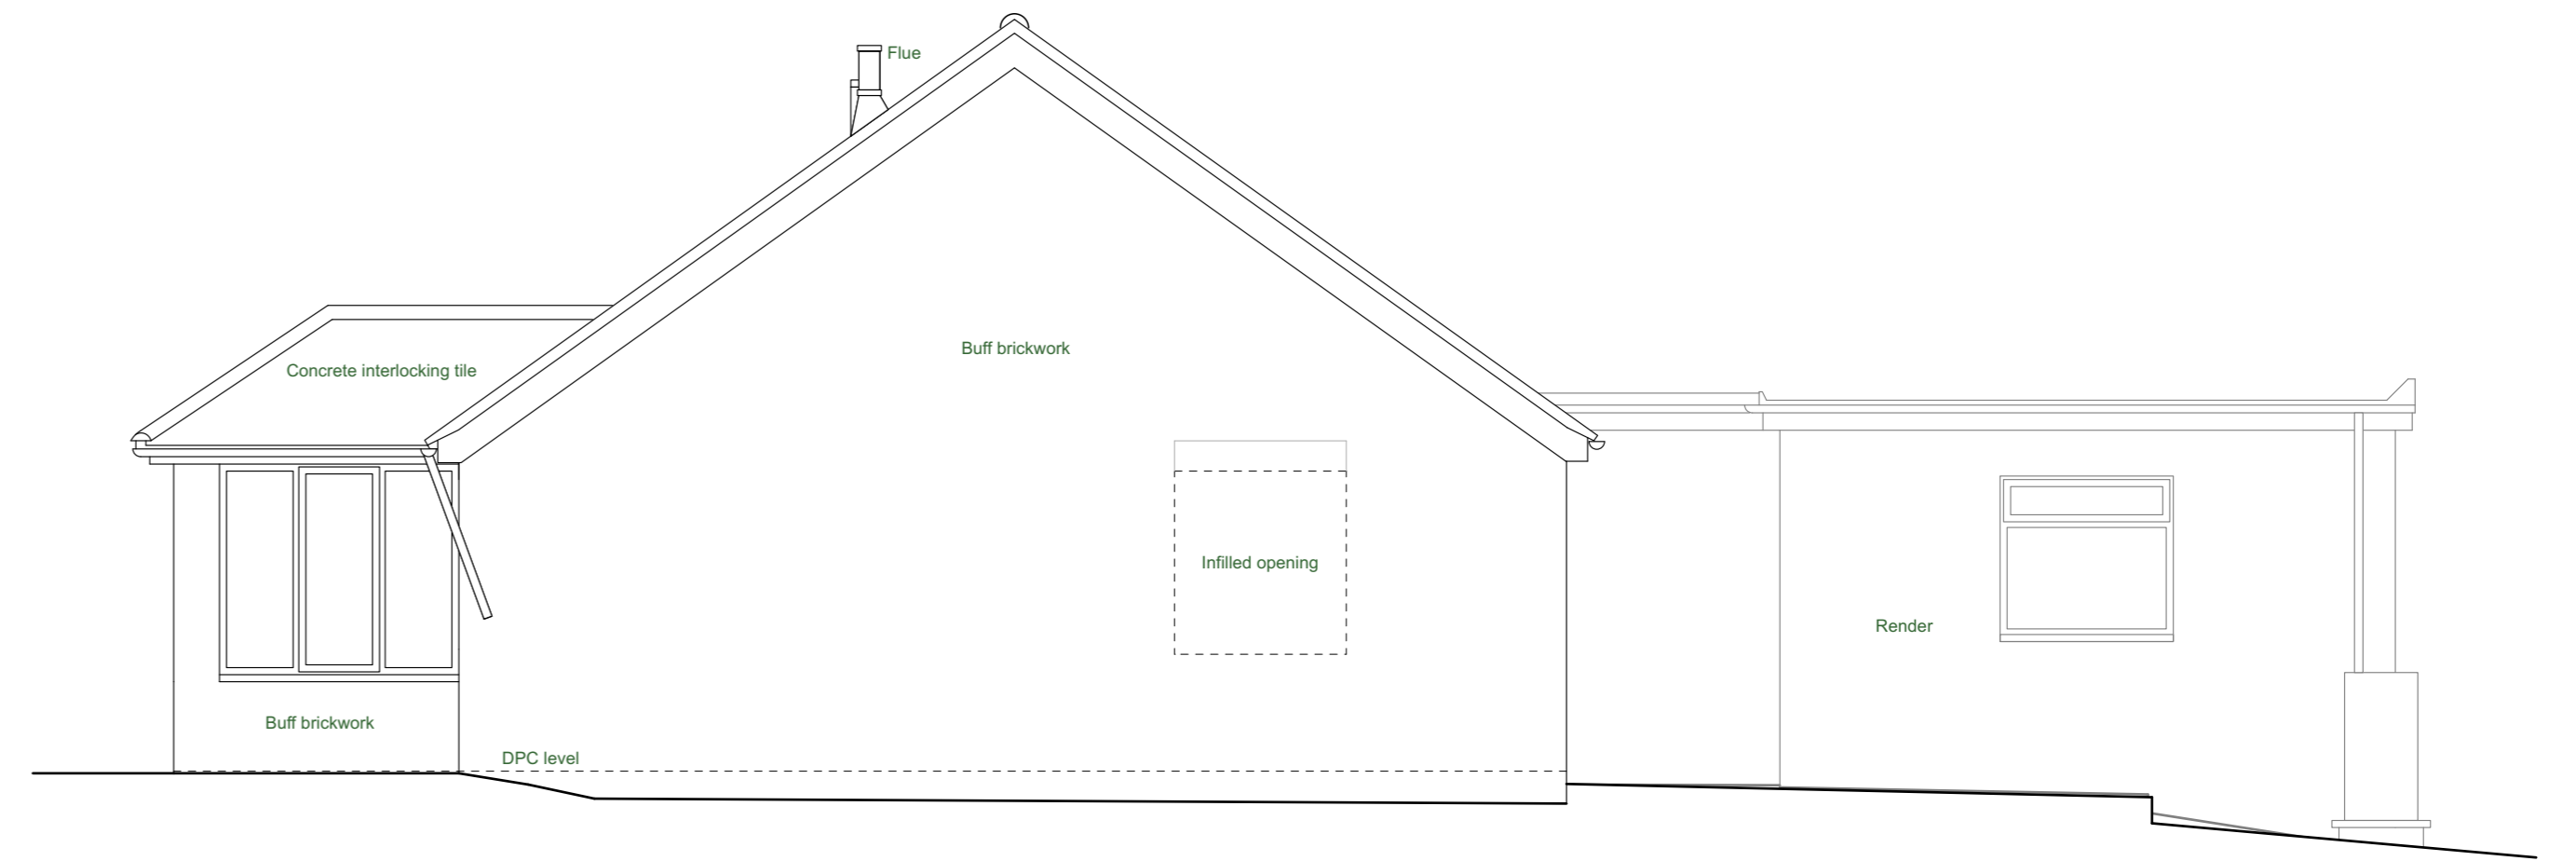 Flue
Buff brickwork
Concrete interlocking tile
Infilled opening
Render
Buff brickwork
DPC level